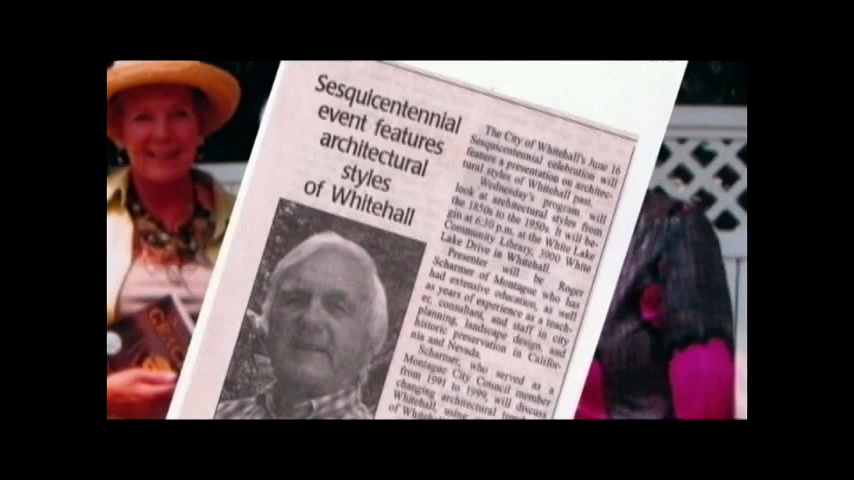 Sesquicentennial
event features
architectural
styles
of Whitehall
The City of Whitehall's June 16
Sesquicentennial celebration will
feature a presentation on architec-
tural styles of Whitehall past.
Wednesday's program will
look at architectural styles from
the 1850s to the 1950s. It will be-
gin at 6:30 p.m. at the White Lake
Community Library, 3900 White
Lake Drive in Whitehall.
Presenter will be Roger
Scharmer of Montague who has
had extensive education, as well
as years of experience as a teach-
er, consultant, and staff in city
planning, landscape design, and
historic preservation in Califor-
nia and Nevada.
Scharmer, who served as a
Montague City Council member
from 1991 to 1999, will discuss
changing architectural
Whitehall, using
of Whitehall